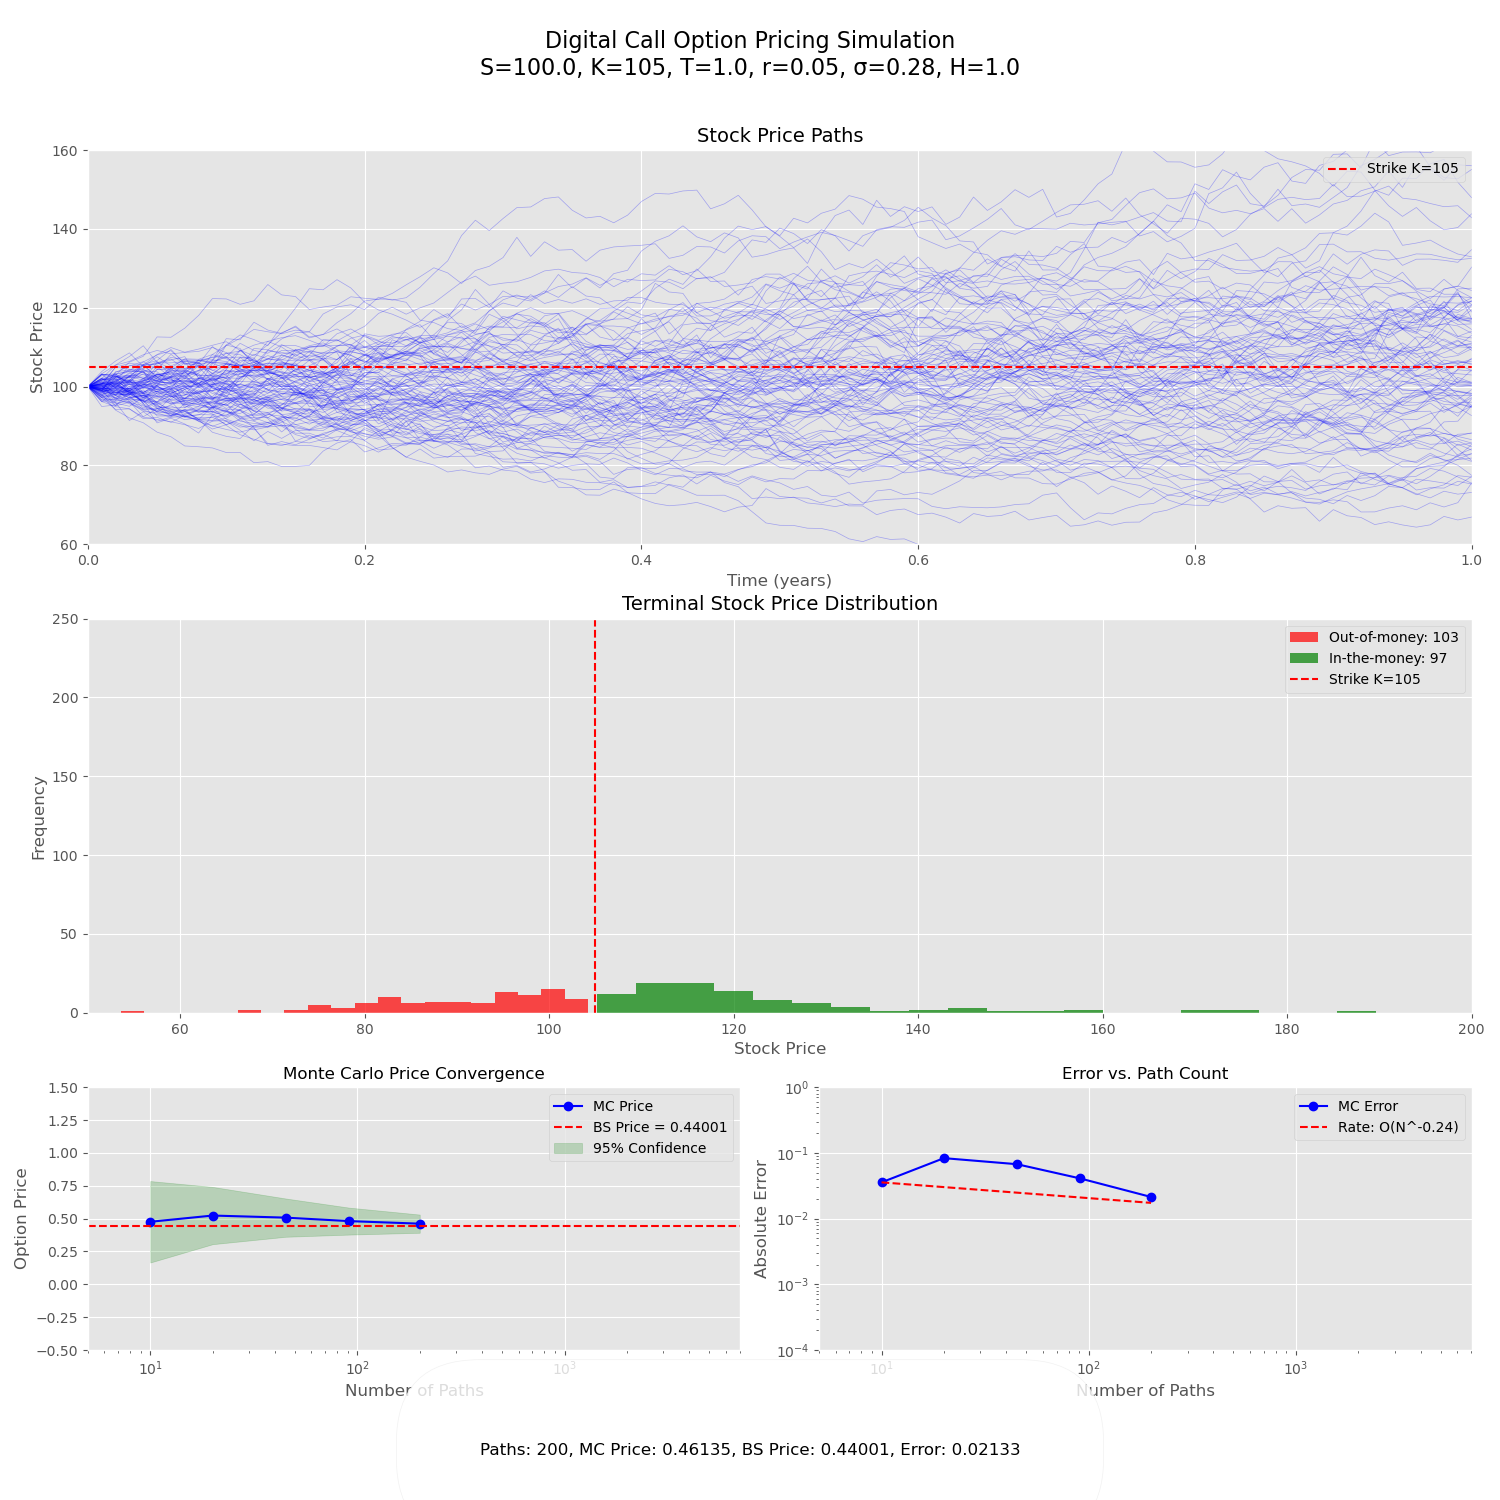 Digital Call Option Pricing Simulation
S=100.0, K=105, T=1.0, r=0.05, σ=0.28, H=1.0
Stock Price Paths
160
140
120
100
80
60
Stock Price
Strike K=105
0.0 0.2 0.4 0.6 0.8 1.0
Time (years)
Terminal Stock Price Distribution
250
200
150
100
50
0
Frequency
Out-of-money: 103
In-the-money: 97
Strike K=105
60 80 100 120 140 160 180 200
Stock Price
Monte Carlo Price Convergence
1.50
1.25
1.00
0.75
0.50
0.25
0.00
−0.25
−0.50
Option Price
MC Price
BS Price = 0.44001
95% Confidence
10¹ 10² 10³
Number of Paths
Error vs. Path Count
10⁰
10⁻¹
10⁻²
10⁻³
10⁻⁴
Absolute Error
MC Error
Rate: O(N^-0.24)
10¹ 10² 10³
Number of Paths
Paths: 200, MC Price: 0.46135, BS Price: 0.44001, Error: 0.02133